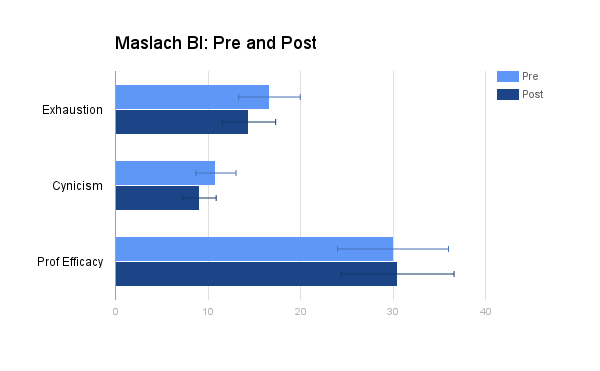 Maslach BI: Pre and Post
Pre
Post
Exhaustion
Cynicism
Prof Efficacy
0 10 20 30 40